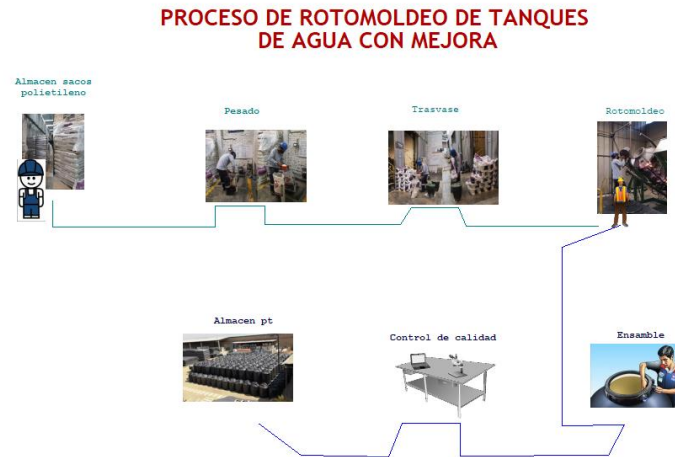 PROCESO DE ROTOMOLDEO DE TANQUES
DE AGUA CON MEJORA
Almacen sacos
polietileno
Pesado
Trasvase
Rotomoldeo
Almacen pt
Control de calidad
Ensamble